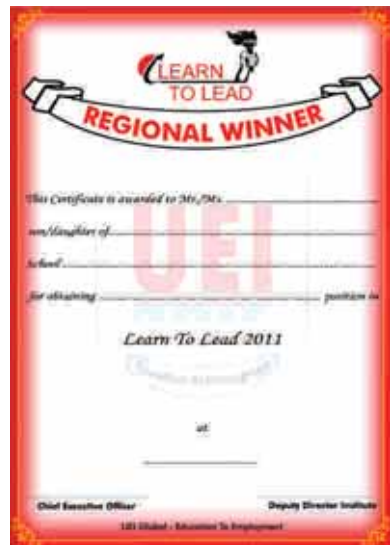 LEARN
TO LEAD
REGIONAL WINNER
This Certificate is awarded to Mr./Ms.
son/daughter of
School
for obtaining position in
UEI
Learn To Lead 2011
at
Chief Executive Officer Deputy Director Institute
UEI Global - Education To Employment